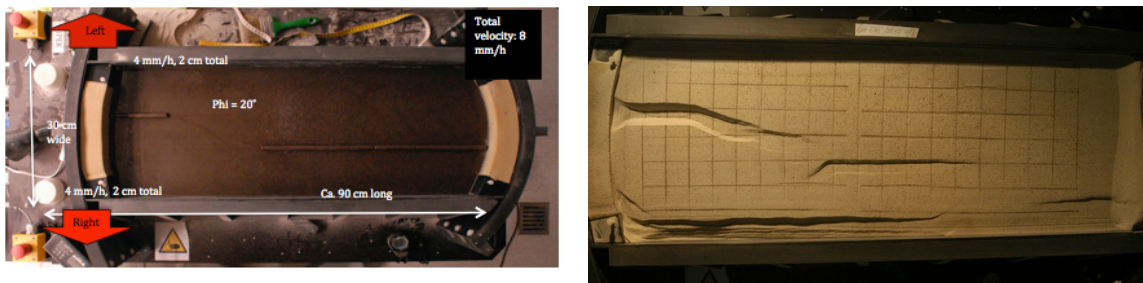 Left
Total
velocity: 8
mm/h
4 mm/h, 2 cm total
Phi = 20°
30 cm
wide
4 mm/h, 2 cm total
Ca. 90 cm long
Right